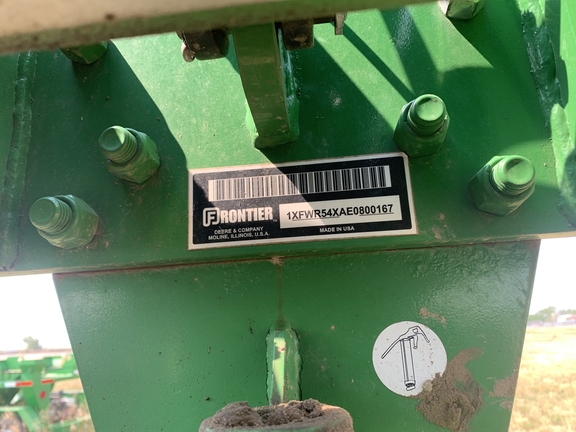 FRONTIER
DEERE & COMPANY
MOLINE, ILLINOIS, U.S.A.
1XFWR54XAE0800167
MADE IN USA